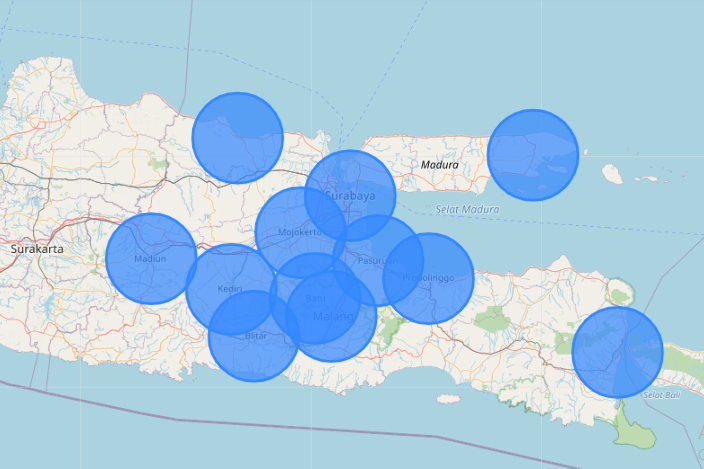 Madura
Surabaya
Selat Madura
Mojokerto
Surakarta
Madiun
Pasuruan
Probolinggo
Kediri
Batu
Malang
Blitar
Selat Bali